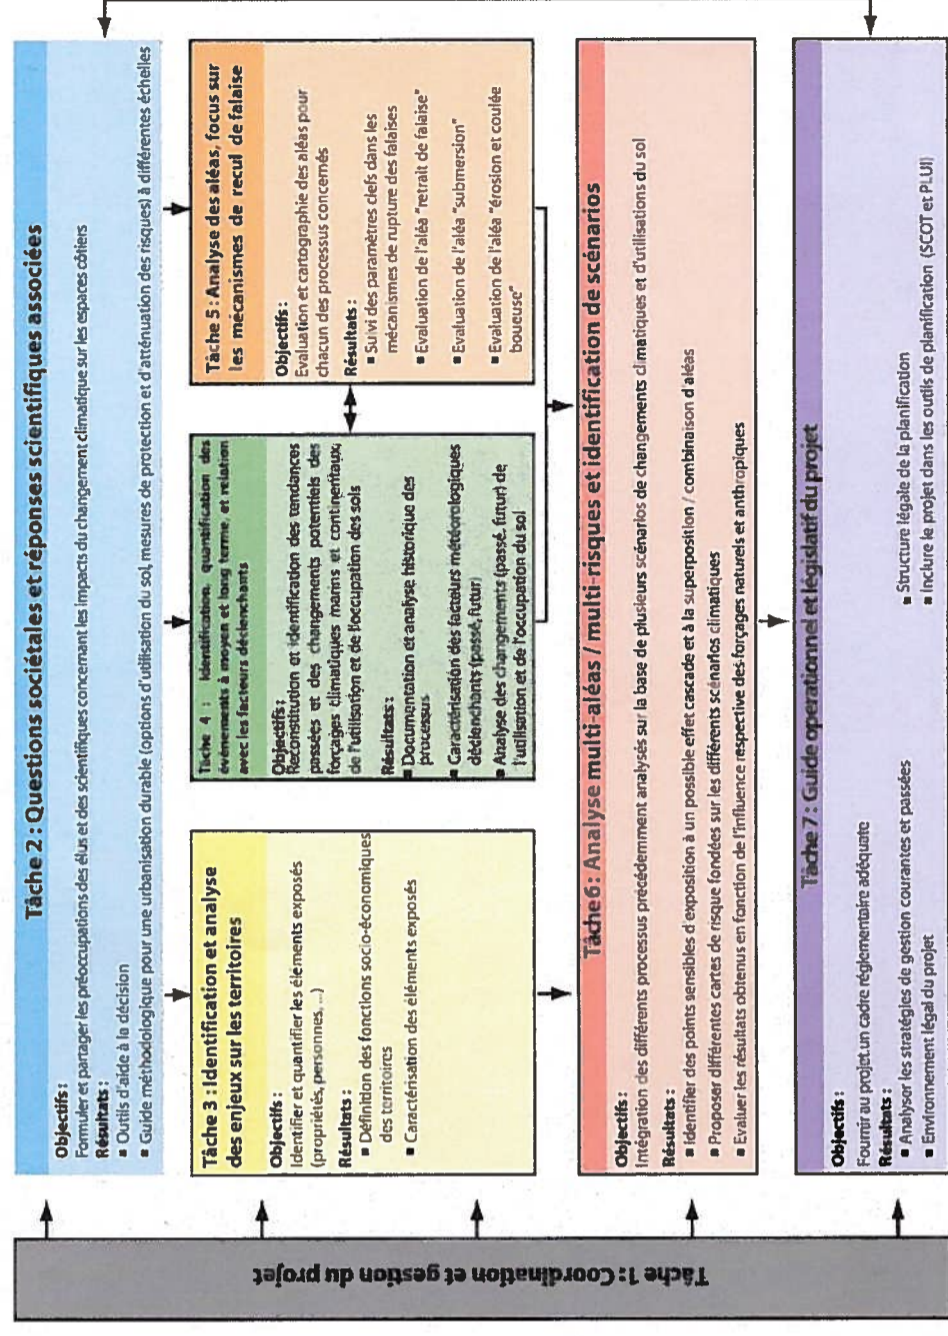 Tâche 1 : Coordination et gestion du projet
Tâche 2 : Questions sociétales et réponses scientifiques associées
Objectifs :
Formuler et partager les préoccupations des élus et des scientifiques concernant les impacts du changement climatique sur les espaces côtiers
Résultats :
■ Outils d'aide à la décision
■ Guide méthodologique pour une urbanisation durable (options d'utilisation du sol, mesures de protection et d'atténuation des risques) à différentes échelles
Tâche 3 : Identification et analyse
des enjeux sur les territoires
Objectifs :
Identifier et quantifier les éléments exposés
(propriétés, personnes, ...)
Résultats :
■ Définition des fonctions socio-économiques
des territoires
■ Caractérisation des éléments exposés
Tâche 4 : Identification, quantification des
événements à moyen et long terme, et relation
avec les facteurs déclenchants
Objectifs :
Reconstitution et identification des tendances
passées et des changements potentiels des
forçages climatiques marins et continentaux,
de l'utilisation et de l'occupation des sols
Résultats :
■ Documentation et analyse historique des
processus
■ Caractérisation des facteurs météorologiques
déclenchants (passé, futur)
■ Analyse des changements (passé, futur) de
l'utilisation et de l'occupation du sol
Tâche 5 : Analyse des aléas, focus sur
les mécanismes de recul de falaise
Objectifs :
Evaluation et cartographie des aléas pour
chacun des processus concernés
Résultats :
■ Suivi des paramètres clefs dans les
mécanismes de rupture des falaises
■ Evaluation de l'aléa "retrait de falaise"
■ Evaluation de l'aléa "submersion"
■ Evaluation de l'aléa "érosion et coulée
boueuse"
Tâche 6 : Analyse multi-aléas / multi-risques et identification de scénarios
Objectifs :
Intégration des différents processus précédemment analysés sur la base de plusieurs scénarios de changements climatiques et d'utilisations du sol
Résultats :
■ Identifier des points sensibles d'exposition à un possible effet cascade et à la superposition / combinaison d'aléas
■ Proposer différentes cartes de risque fondées sur les différents scénarios climatiques
■ Evaluer les résultats obtenus en fonction de l'influence respective des forçages naturels et anthropiques
Tâche 7 : Guide operationnel et législatif du projet
Objectifs :
Fournir au projet un cadre réglementaire adéquate
Résultats :
■ Analyser les stratégies de gestion courantes et passées
■ Environnement légal du projet
■ Structure légale de la planification
■ Inclure le projet dans les outils de planification (SCOT et PLUI)